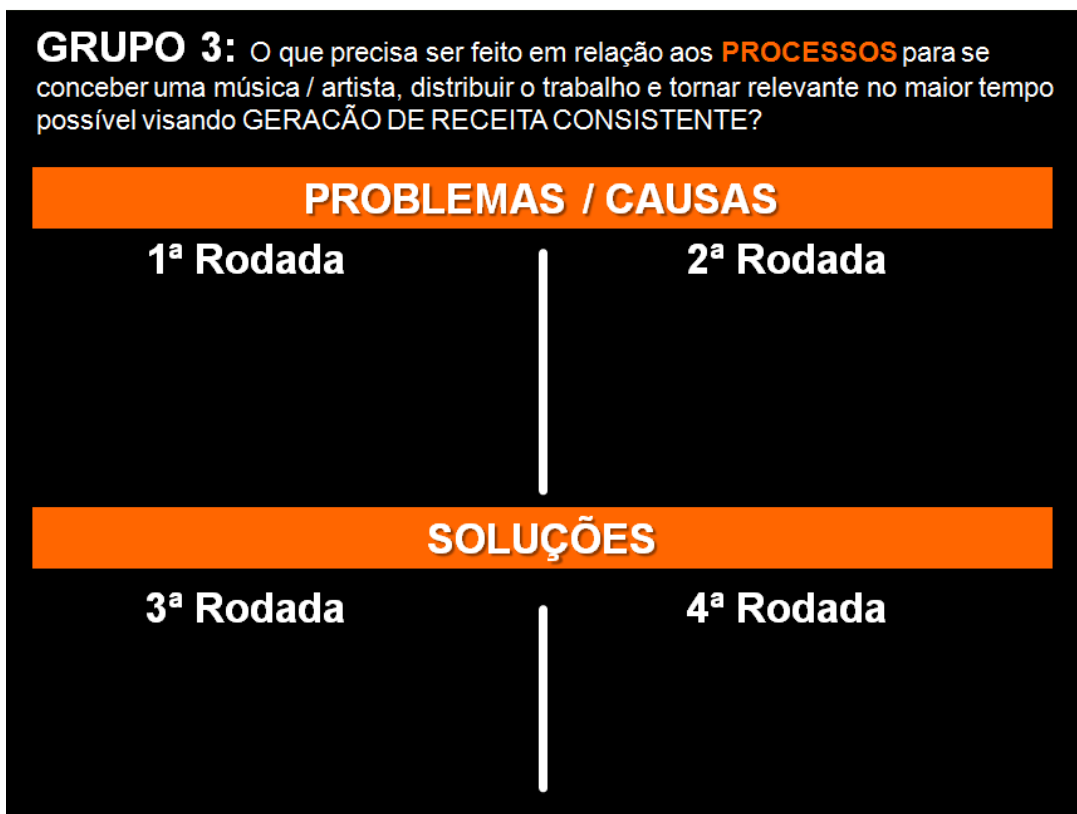 GRUPO 3: O que precisa ser feito em relação aos PROCESSOS para se
conceber uma música / artista, distribuir o trabalho e tornar relevante no maior tempo
possível visando GERACÃO DE RECEITA CONSISTENTE?
PROBLEMAS / CAUSAS
1ª Rodada
2ª Rodada
SOLUÇÕES
3ª Rodada
4ª Rodada